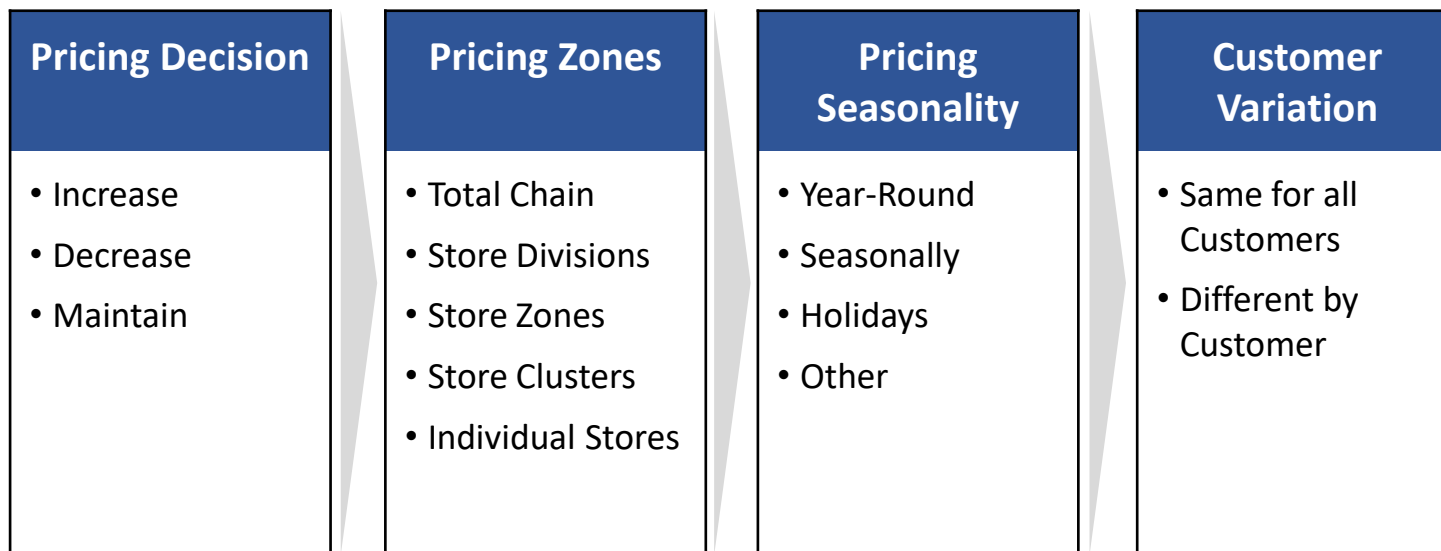 Pricing Decision
• Increase
• Decrease
• Maintain
Pricing Zones
• Total Chain
• Store Divisions
• Store Zones
• Store Clusters
• Individual Stores
Pricing
Seasonality
• Year-Round
• Seasonally
• Holidays
• Other
Customer
Variation
• Same for all
Customers
• Different by
Customer